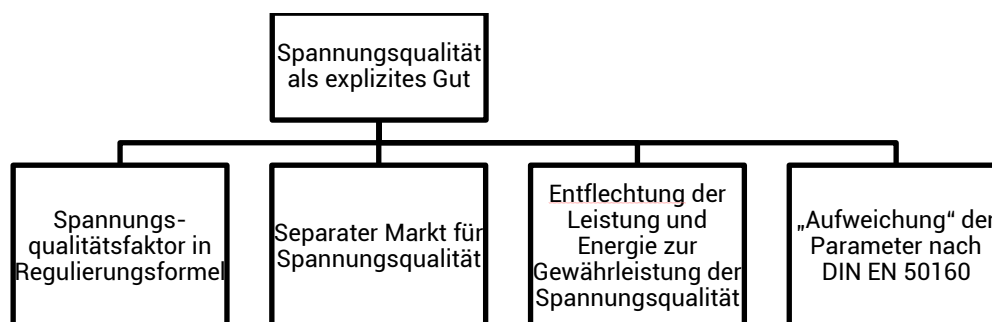 Spannungsqualität
als explizites Gut
Spannungs-
qualitätsfaktor in
Regulierungsformel
Separater Markt für
Spannungsqualität
Entflechtung der
Leistung und
Energie zur
Gewährleistung der
Spannungsqualität
„Aufweichung“ der
Parameter nach
DIN EN 50160